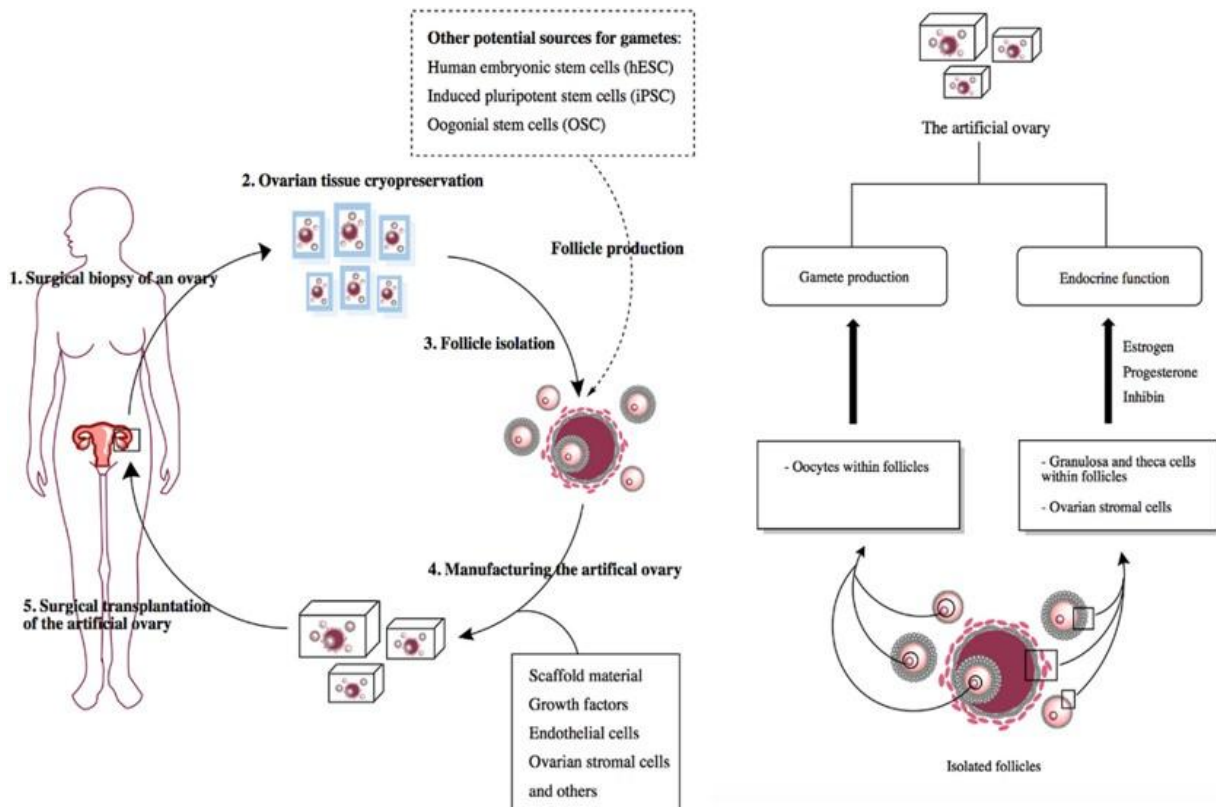 Other potential sources for gametes:
Human embryonic stem cells (hESC)
Induced pluripotent stem cells (iPSC)
Oogonial stem cells (OSC)
2. Ovarian tissue cryopreservation
Follicle production
1. Surgical biopsy of an ovary
3. Follicle isolation
4. Manufacturing the artifical ovary
5. Surgical transplantation
of the artificial ovary
Scaffold material
Growth factors
Endothelial cells
Ovarian stromal cells
and others
The artificial ovary
Gamete production
Endocrine function
Estrogen
Progesterone
Inhibin
- Oocytes within follicles
- Granulosa and theca cells
within follicles
- Ovarian stromal cells
Isolated follicles